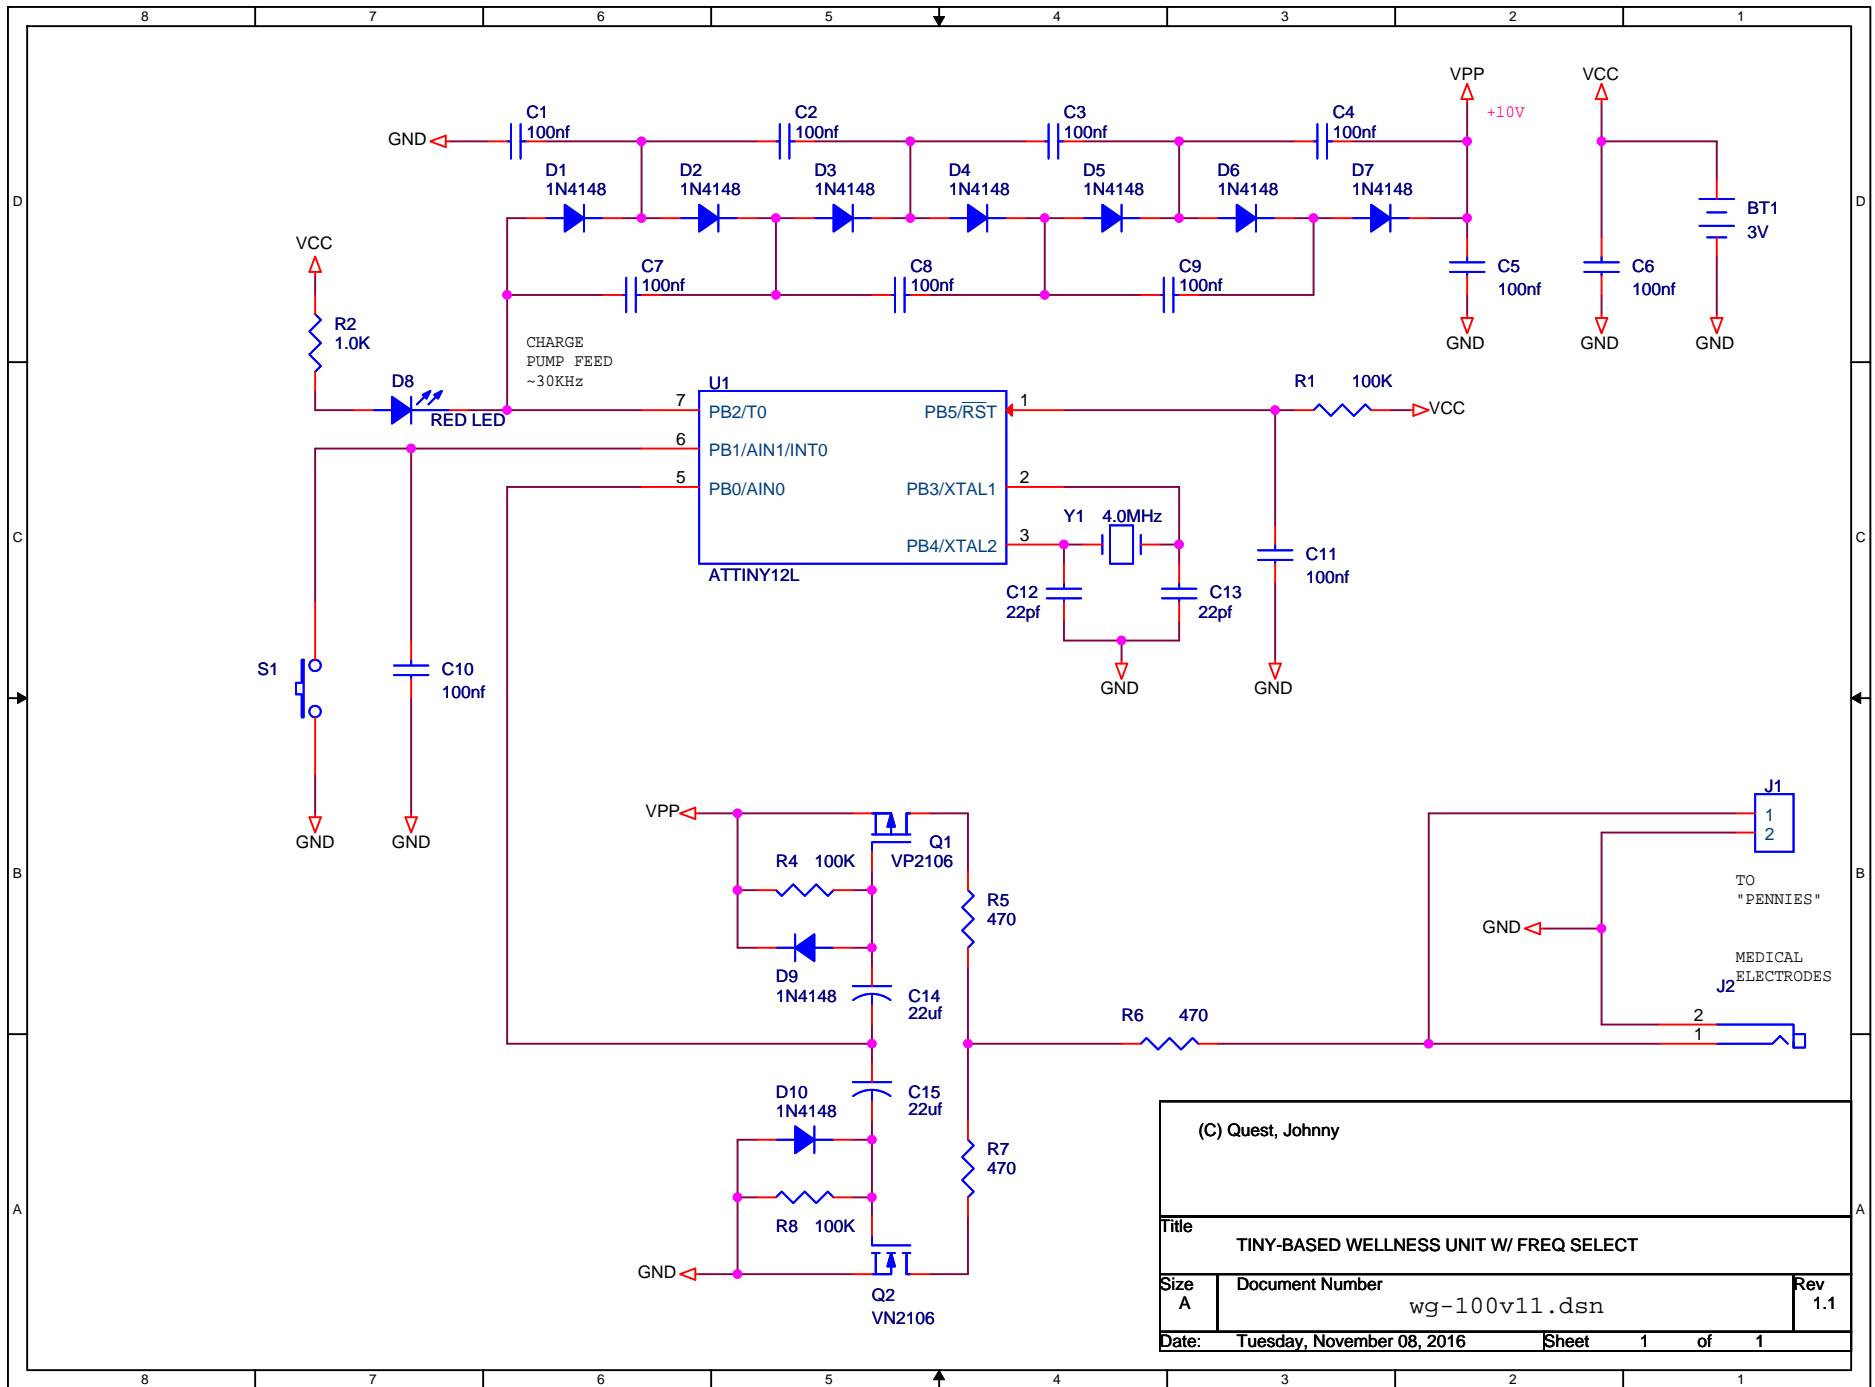 8 7 6 5 4 3 2 1
D
D
C
C
B
B
A
A
VPP
+10V
VCC
GND
C1
100nf
C2
100nf
C3
100nf
C4
100nf
D1
1N4148
D2
1N4148
D3
1N4148
D4
1N4148
D5
1N4148
D6
1N4148
D7
1N4148
BT1
3V
VCC
C7
100nf
C8
100nf
C9
100nf
C5
100nf
C6
100nf
GND
GND
GND
R2
1.0K
CHARGE
PUMP FEED
~30KHz
D8
RED LED
U1
7
PB2/T0
6
PB1/AIN1/INT0
5
PB0/AIN0
PB5/RST
1
PB3/XTAL1
2
PB4/XTAL2
3
ATTINY12L
R1 100K
VCC
Y1 4.0MHz
C12
22pf
C13
22pf
C11
100nf
GND
GND
S1
C10
100nf
GND
GND
VPP
Q1
VP2106
R4 100K
D9
1N4148
C14
22uf
R5
470
R6 470
D10
1N4148
C15
22uf
R7
470
R8 100K
GND
Q2
VN2106
J1
1
2
TO
"PENNIES"
GND
MEDICAL
ELECTRODES
J2
2
1
(C) Quest, Johnny
Title
TINY-BASED WELLNESS UNIT W/ FREQ SELECT
Size
A
Document Number
wg-100v11.dsn
Rev
1.1
Date: Tuesday, November 08, 2016 Sheet 1 of 1
8 7 6 5 4 3 2 1